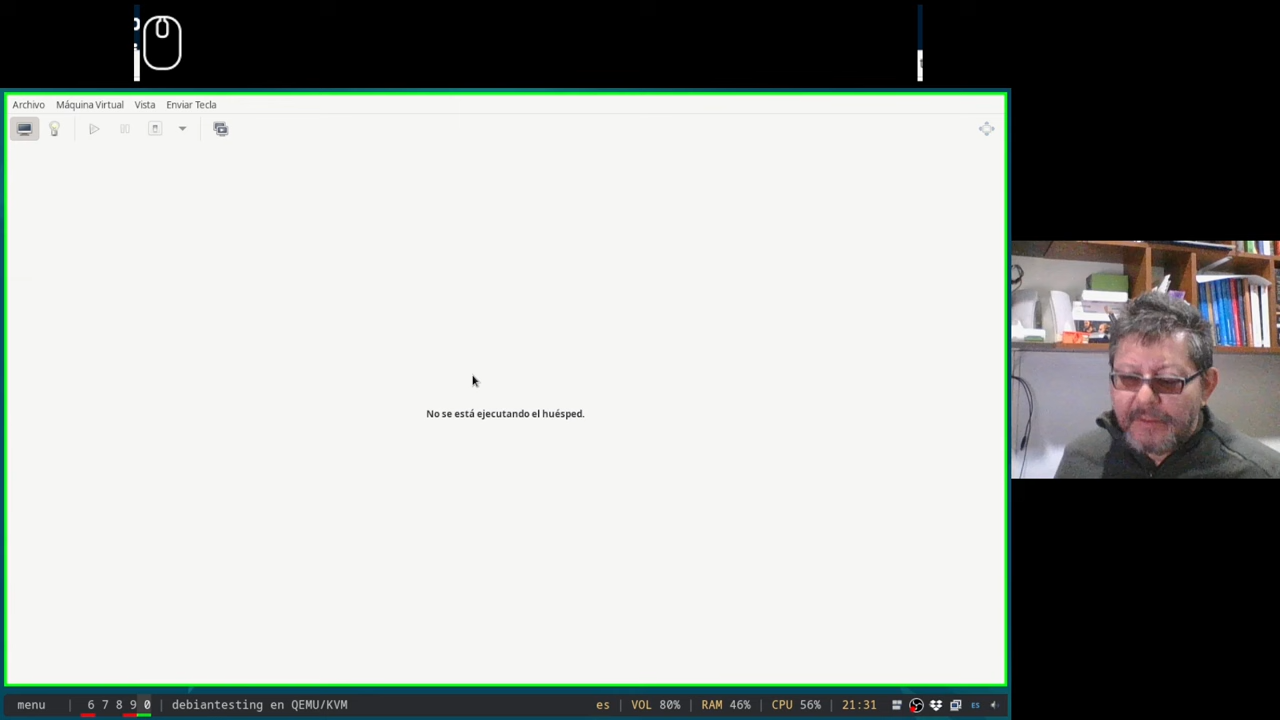 Archivo Máquina Virtual Vista Enviar Tecla
No se está ejecutando el huésped.
menu | 6 7 8 9 0 | debiantesting en QEMU/KVM
es | VOL 80% | RAM 46% | CPU 56% | 21:31 ES